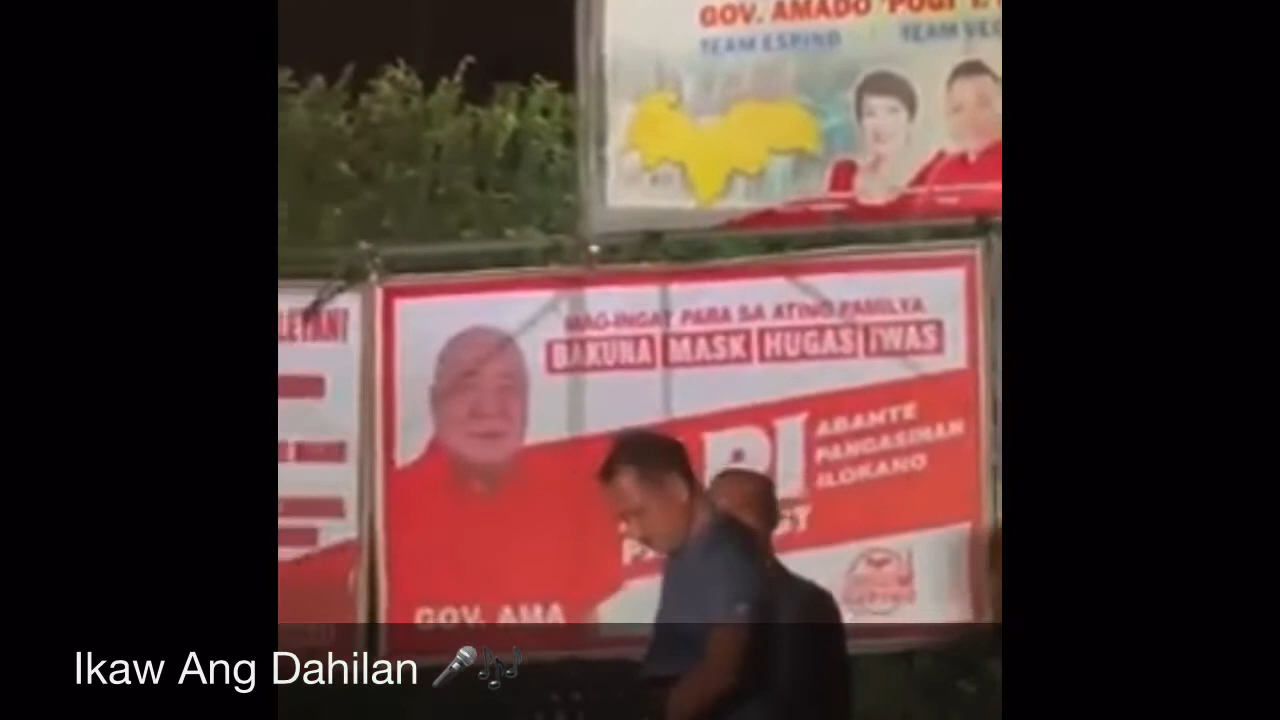 GOV. AMADO "POGI" I.
TEAM ESPINO
TEAM
MAG-INGAT PARA SA ATING PAMILYA
BAKUNA MASK HUGAS IWAS
ABANTE
PANGASINAN
ILOKANO
GOV. AMA
Ikaw Ang Dahilan 🎤🎶